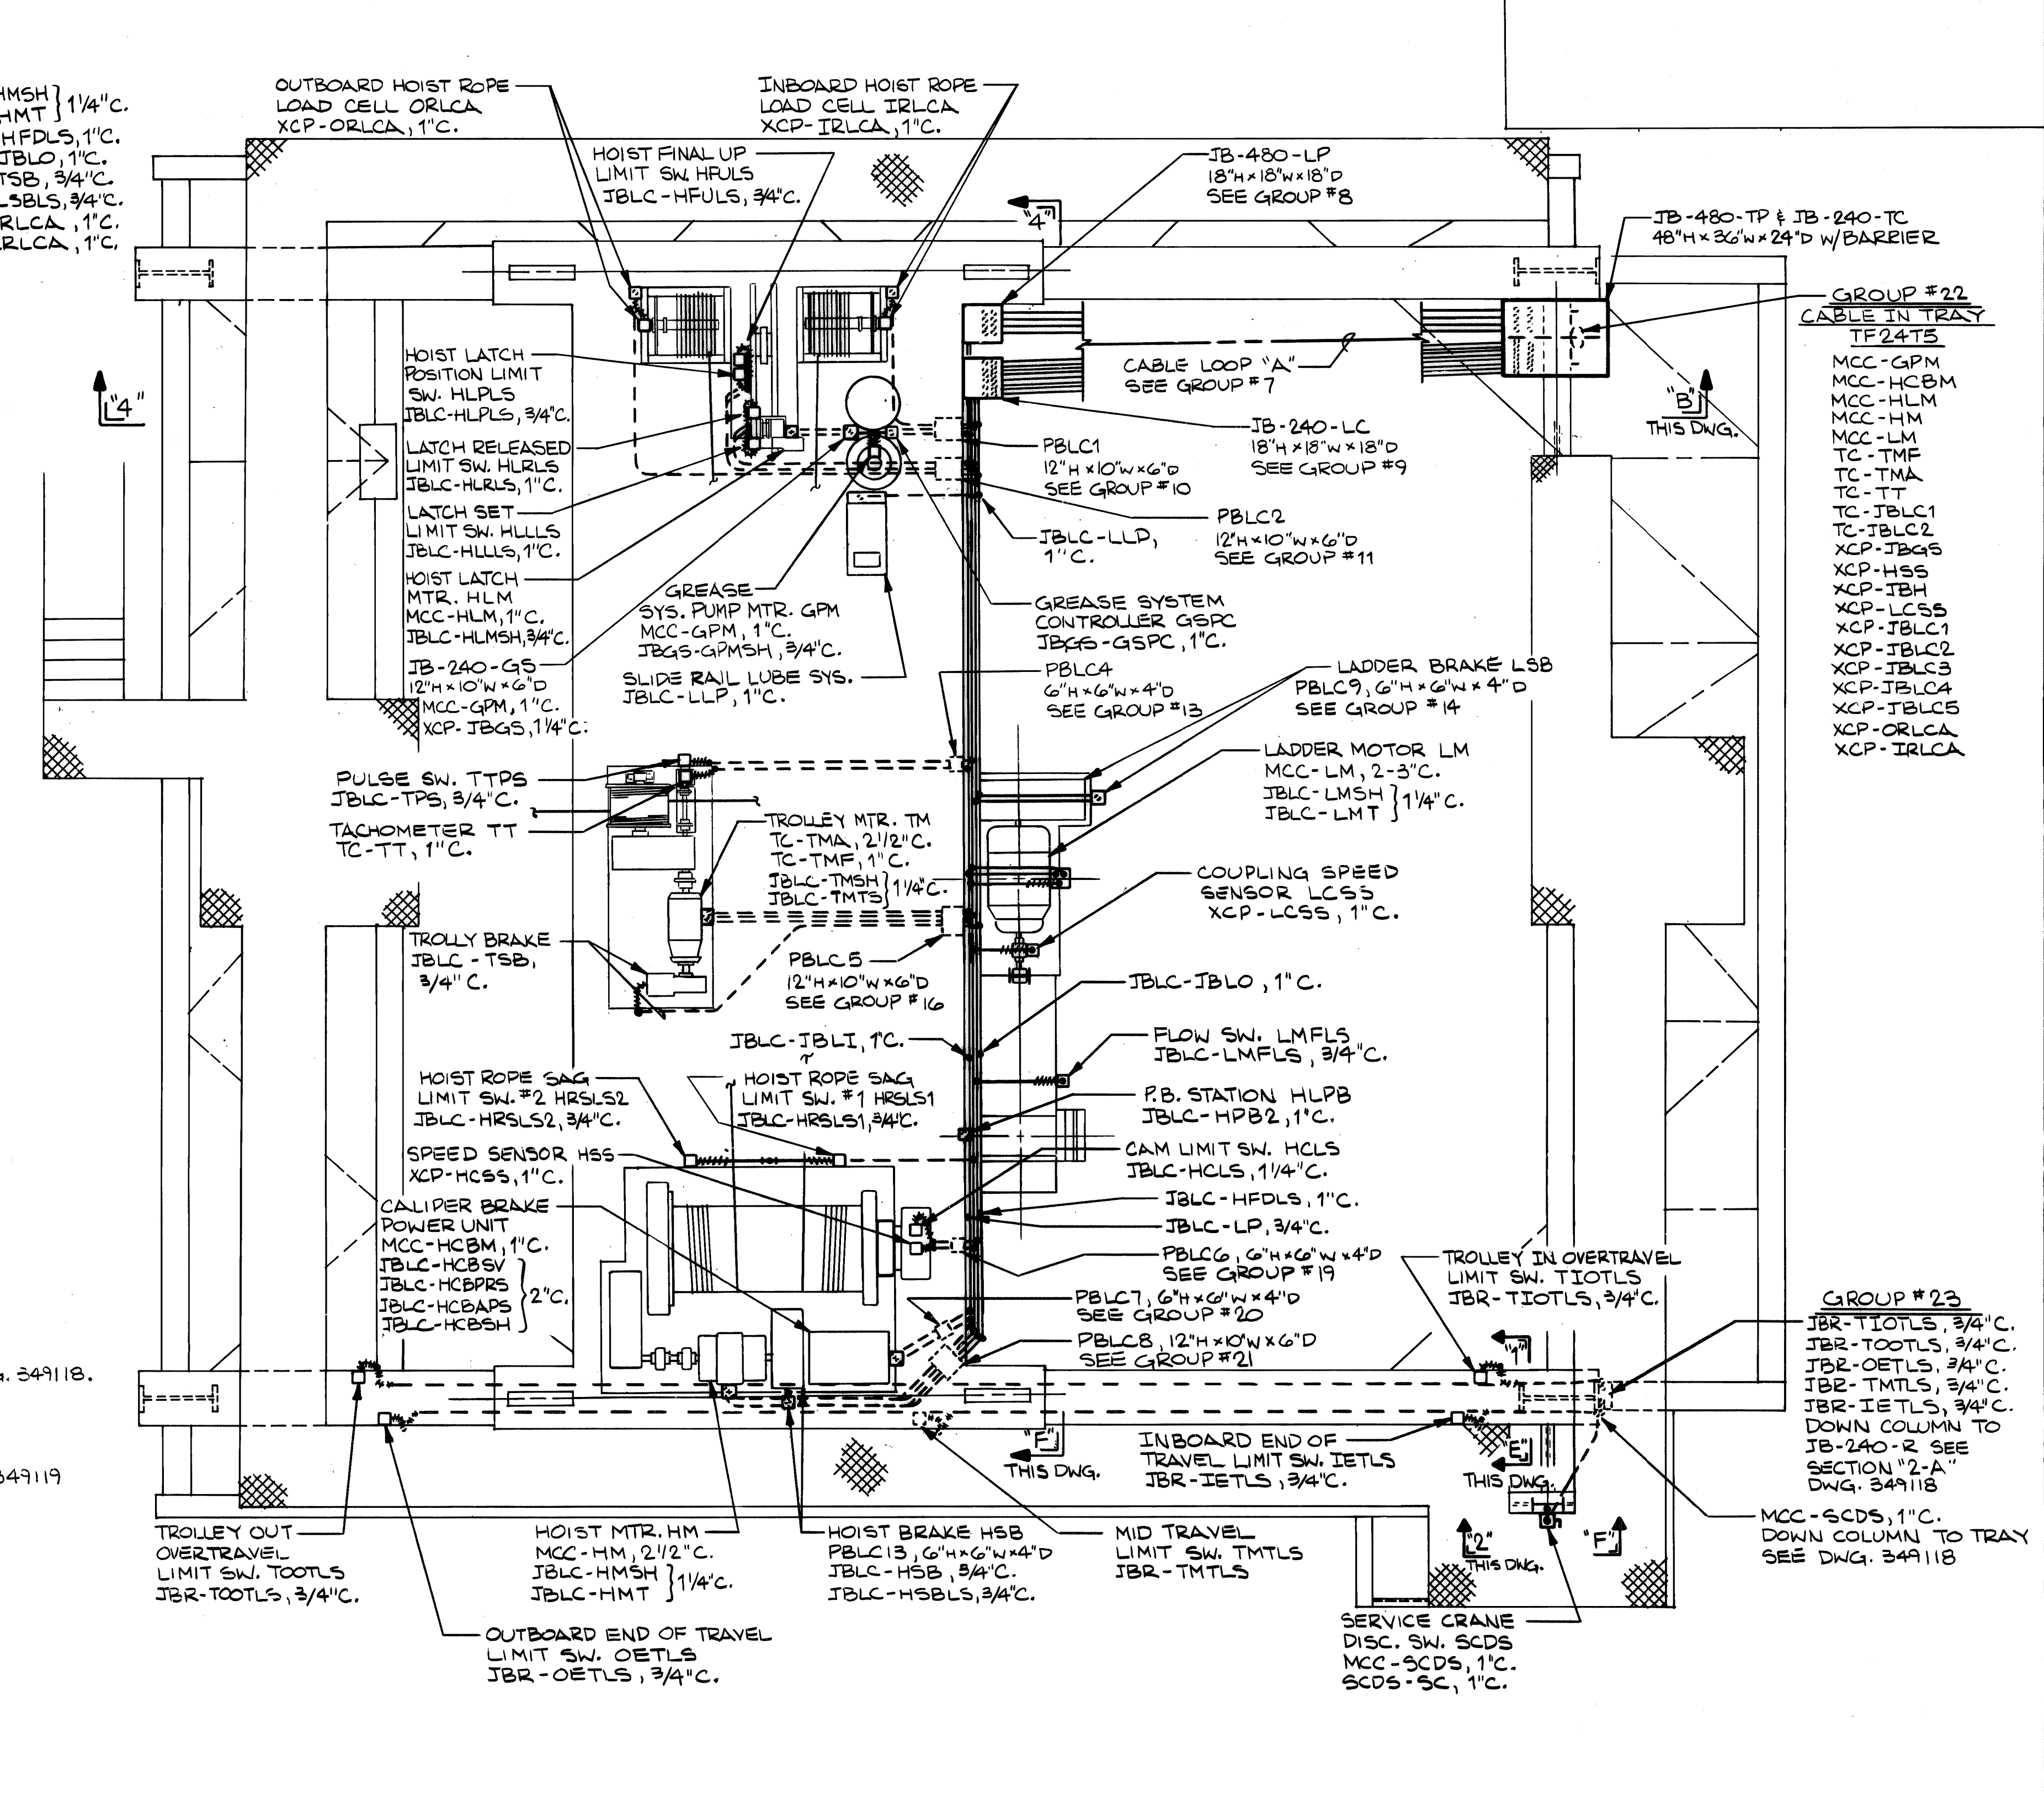 HMSH
HMT } 1 1/4"C.
HFDLS, 1"C.
JBLO, 1"C.
TSB, 3/4"C.
LSBLS, 3/4"C.
RLCA, 1"C.
RLCA, 1"C,
OUTBOARD HOIST ROPE
LOAD CELL ORLCA
XCP-ORLCA, 1"C.
INBOARD HOIST ROPE
LOAD CELL IRLCA
XCP-IRLCA, 1"C.
HOIST FINAL UP
LIMIT SW. HFULS
JBLC-HFULS, 3/4"C.
JB-480-LP
18"H×18"W×18"D
SEE GROUP #8
"4"
JB-480-TP & JB-240-TC
48"H×36"W×24"D W/BARRIER
GROUP #22
CABLE IN TRAY
TF24T5
MCC-GPM
MCC-HCBM
MCC-HLM
MCC-HM
MCC-LM
TC-TMF
TC-TMA
TC-TT
TC-JBLC1
TC-JBLC2
XCP-JBGS
XCP-HSS
XCP-JBH
XCP-LCSS
XCP-JBLC1
XCP-JBLC2
XCP-JBLC3
XCP-JBLC4
XCP-JBLC5
XCP-ORLCA
XCP-IRLCA
"4"
HOIST LATCH
POSITION LIMIT
SW. HLPLS
JBLC-HLPLS, 3/4"C.
CABLE LOOP "A"
SEE GROUP #7
"B"
THIS DWG.
LATCH RELEASED
LIMIT SW. HLRLS
JBLC-HLRLS, 1"C.
PBLC1
12"H×10"W×6"D
SEE GROUP #10
JB-240-LC
18"H×18"W×18"D
SEE GROUP #9
LATCH SET
LIMIT SW. HLLLS
JBLC-HLLLS, 1"C.
JBLC-LLP,
1"C.
PBLC2
12"H×10"W×6"D
SEE GROUP #11
HOIST LATCH
MTR. HLM
MCC-HLM, 1"C.
JBLC-HLMSH, 3/4"C.
GREASE
SYS. PUMP MTR. GPM
MCC-GPM, 1"C.
JBGS-GPMSH, 3/4"C.
GREASE SYSTEM
CONTROLLER GSPC
JBGS-GSPC, 1"C.
JB-240-GS
12"H×10"W×6"D
MCC-GPM, 1"C.
XCP-JBGS, 1 1/4"C.
SLIDE RAIL LUBE SYS.
JBLC-LLP, 1"C.
PBLC4
6"H×6"W×4"D
SEE GROUP #13
LADDER BRAKE LSB
PBLC9, 6"H×6"W×4"D
SEE GROUP #14
LADDER MOTOR LM
MCC-LM, 2-3"C.
JBLC-LMSH
JBLC-LMT } 1 1/4"C.
PULSE SW. TTPS
JBLC-TPS, 3/4"C.
TACHOMETER TT
TC-TT, 1"C.
TROLLEY MTR. TM
TC-TMA, 2 1/2"C.
TC-TMF, 1"C.
JBLC-TMSH
JBLC-TMTS } 1 1/4"C.
COUPLING SPEED
SENSOR LCSS
XCP-LCSS, 1"C.
TROLLY BRAKE
JBLC-TSB,
3/4"C.
PBLC5
12"H×10"W×6"D
SEE GROUP #16
JBLC-JBLO, 1"C.
JBLC-JBLI, 1"C.
FLOW SW. LMFLS
JBLC-LMFLS, 3/4"C.
HOIST ROPE SAG
LIMIT SW. #2 HRSLS2
JBLC-HRSLS2, 3/4"C.
HOIST ROPE SAG
LIMIT SW. #1 HRSLS1
JBLC-HRSLS1, 3/4"C.
P.B. STATION HLPB
JBLC-HPB2, 1"C.
SPEED SENSOR HSS
XCP-HCSS, 1"C.
CAM LIMIT SW. HCLS
JBLC-HCLS, 1 1/4"C.
CALIPER BRAKE
POWER UNIT
MCC-HCBM, 1"C.
JBLC-HCBSV
JBLC-HCBPRS
JBLC-HCBAPS
JBLC-HCBSH } 2"C.
JBLC-HFDLS, 1"C.
JBLC-LP, 3/4"C.
PBLC6, 6"H×6"W×4"D
SEE GROUP #19
PBLC7, 6"H×6"W×4"D
SEE GROUP #20
PBLC8, 12"H×10"W×6"D
SEE GROUP #21
TROLLEY IN OVERTRAVEL
LIMIT SW. TIOTLS
JBR-TIOTLS, 3/4"C.
"1"
GROUP #23
JBR-TIOTLS, 3/4"C.
JBR-TOOTLS, 3/4"C.
JBR-OETLS, 3/4"C.
JBR-TMTLS, 3/4"C.
JBR-IETLS, 3/4"C.
DOWN COLUMN TO
JB-240-R SEE
SECTION "2-A"
DWG. 349118
349118.
349119
"F"
THIS DWG.
INBOARD END OF
TRAVEL LIMIT SW. IETLS
JBR-IETLS, 3/4"C.
"E"
THIS DWG.
MCC-SCDS, 1"C.
DOWN COLUMN TO TRAY
SEE DWG. 349118
TROLLEY OUT
OVERTRAVEL
LIMIT SW. TOOTLS
JBR-TOOTLS, 3/4"C.
HOIST MTR. HM
MCC-HM, 2 1/2"C.
JBLC-HMSH
JBLC-HMT } 1 1/4"C.
HOIST BRAKE HSB
PBLC13, 6"H×6"W×4"D
JBLC-HSB, 3/4"C.
JBLC-HSBLS, 3/4"C.
MID TRAVEL
LIMIT SW. TMTLS
JBR-TMTLS
"2"
THIS DWG.
"F"
OUTBOARD END OF TRAVEL
LIMIT SW. OETLS
JBR-OETLS, 3/4"C.
SERVICE CRANE
DISC. SW. SCDS
MCC-SCDS, 1"C.
SCDS-SC, 1"C.